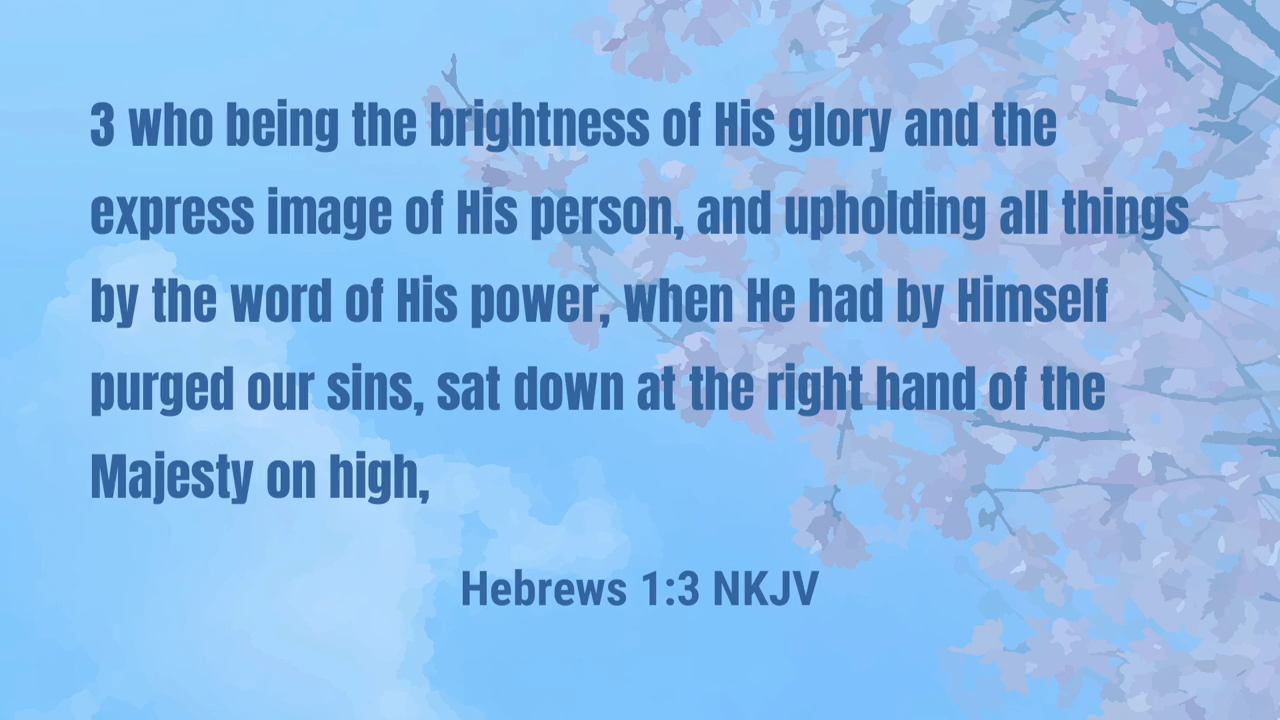 3 who being the brightness of His glory and the
express image of His person, and upholding all things
by the word of His power, when He had by Himself
purged our sins, sat down at the right hand of the
Majesty on high,
Hebrews 1:3 NKJV